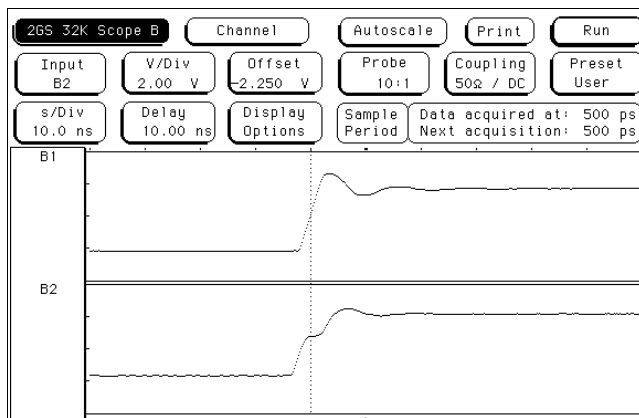 2GS 32K Scope B Channel Autoscale Print Run
Input V/Div Offset Probe Coupling Preset
B2 2.00 V -2.250 V 10:1 50Ω / DC User
s/Div Delay Display Sample Data acquired at: 500 ps
10.0 ns 10.00 ns Options Period Next acquisition: 500 ps
B1
B2